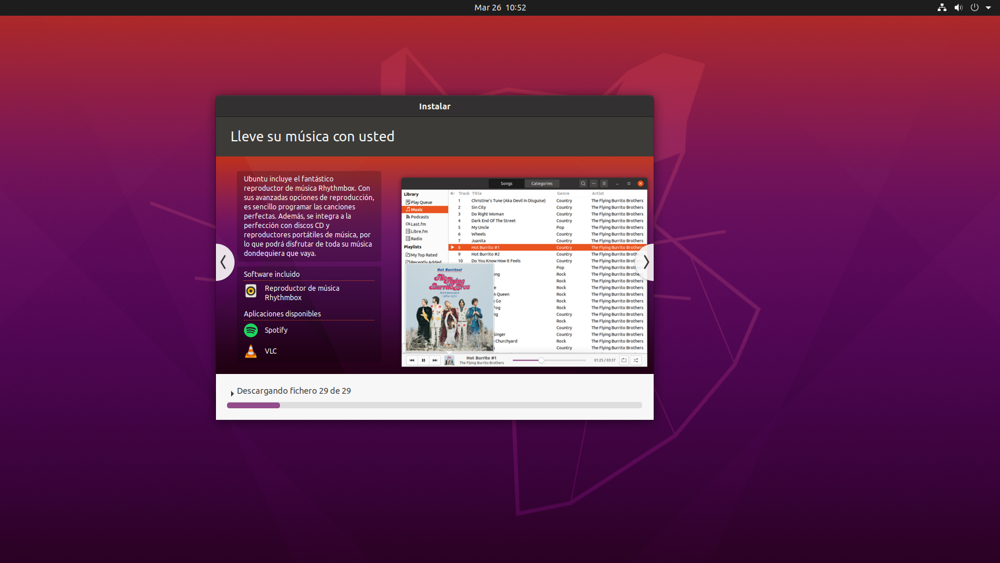 Mar 26 10:52
Instalar
Lleve su música con usted
Ubuntu incluye el fantástico
reproductor de música Rhythmbox. Con
sus avanzadas opciones de reproducción,
es sencillo programar las canciones
perfectas. Además, se integra a la
perfección con discos CD y
reproductores portátiles de música, por
lo que podrá disfrutar de toda su música
dondequiera que vaya.
Software incluido
Reproductor de música
Rhythmbox
Aplicaciones disponibles
Spotify
VLC
Songs Categories
Library
Play Queue
Music
Podcasts
Last.fm
Libre.fm
Radio
Playlists
My Top Rated
Recently Added
Track Title Genre Artist
1 Christine's Tune (Aka Devil In Disguise) Country The Flying Burrito Brothers
2 Sin City Country The Flying Burrito Brothers
3 Do Right Woman Country The Flying Burrito Brothers
4 Dark End Of The Street Country The Flying Burrito Brothers
5 My Uncle Pop The Flying Burrito Brothers
6 Wheels Country The Flying Burrito Brothers
7 Juanita Country The Flying Burrito Brothers
8 Hot Burrito #1 Country The Flying Burrito Brothers
9 Hot Burrito #2 Country The Flying Burrito
10 Do You Know How It Feels Country The Flying Burrito
Pop The Flying Burrito
ong Rock The Flying Burrito
Rock The Flying Burrito Brothers
e Rock The Flying Burrito Brothers
n Queen Rock The Flying Burrito Brothers
Go Rock The Flying Burrito Brothers
Fog Rock The Flying Burrito Brothers
ng Country The Flying Burrito Brothers
Rock The Flying Burrito Brothers
Country The Flying Burrito Brothers
Singer Country The Flying Burrito Brothers
e Churchyard Rock The Flying Burrito Brothers
Country The Flying Burrito Brothers
Hot Burritos!
The Flying
Burrito Bros
ANTHOLOGY
1969-1972
Hot Burrito #1
The Flying Burrito Brothers
01:25 / 03:37
Descargando fichero 29 de 29